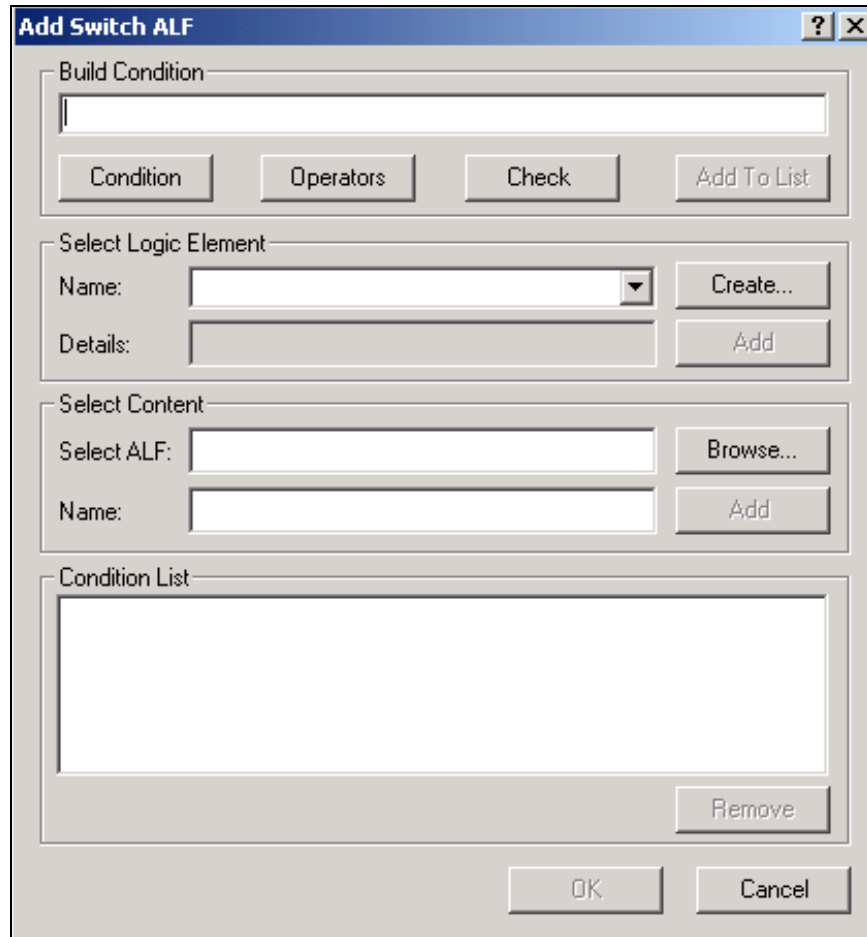 Add Switch ALF
Build Condition
Condition Operators Check Add To List
Select Logic Element
Name: Create...
Details: Add
Select Content
Select ALF: Browse...
Name: Add
Condition List
Remove
OK Cancel